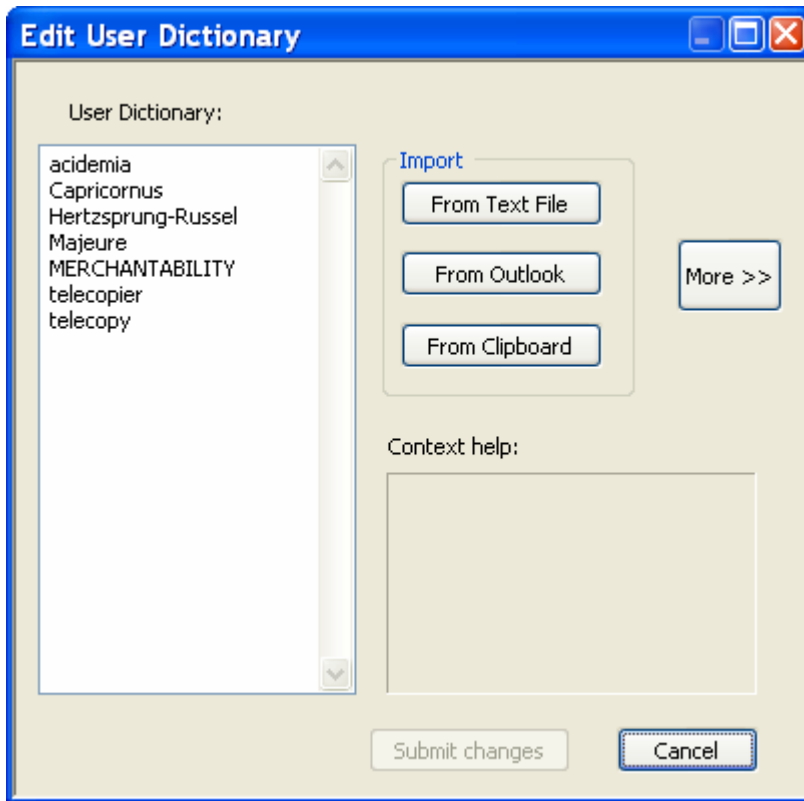 Edit User Dictionary
User Dictionary:
acidemia
Capricornus
Hertzsprung-Russel
Majeure
MERCHANTABILITY
telecopier
telecopy
Import
From Text File
From Outlook
From Clipboard
More >>
Context help:
Submit changes
Cancel